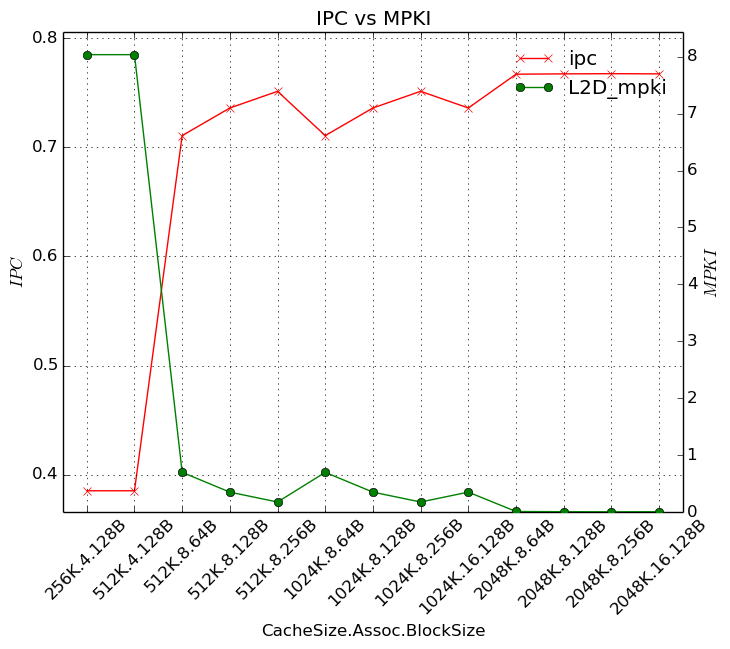 IPC vs MPKI
ipc
L2D_mpki
0.8
0.7
0.6
0.5
0.4
IPC
8
7
6
5
4
3
2
1
0
MPKI
256K.4.128B
512K.4.128B
512K.8.64B
512K.8.128B
512K.8.256B
1024K.8.64B
1024K.8.128B
1024K.8.256B
1024K.16.128B
2048K.8.64B
2048K.8.128B
2048K.8.256B
2048K.16.128B
CacheSize.Assoc.BlockSize